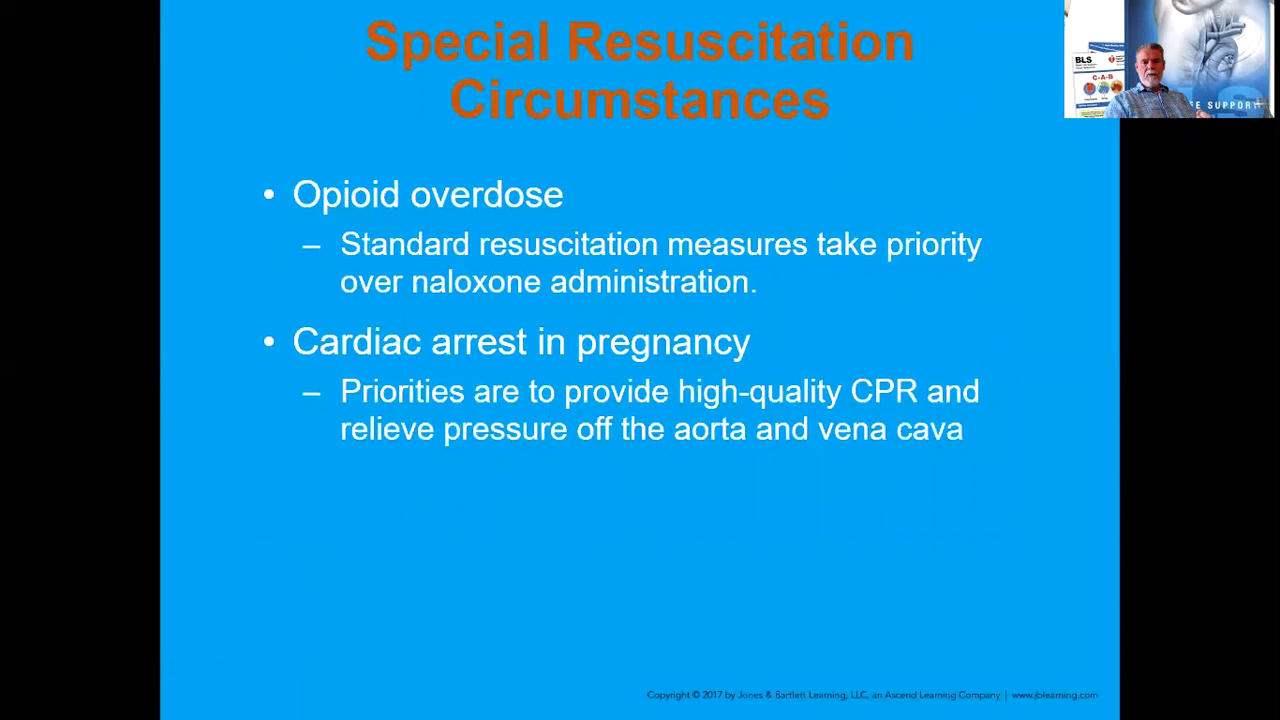 Special Resuscitation
Circumstances
• Opioid overdose
– Standard resuscitation measures take priority
over naloxone administration.
• Cardiac arrest in pregnancy
– Priorities are to provide high-quality CPR and
relieve pressure off the aorta and vena cava
BLS
C-A-B
FE SUPPORT
Copyright © 2017 by Jones & Bartlett Learning, LLC, an Ascend Learning Company | www.jblearning.com